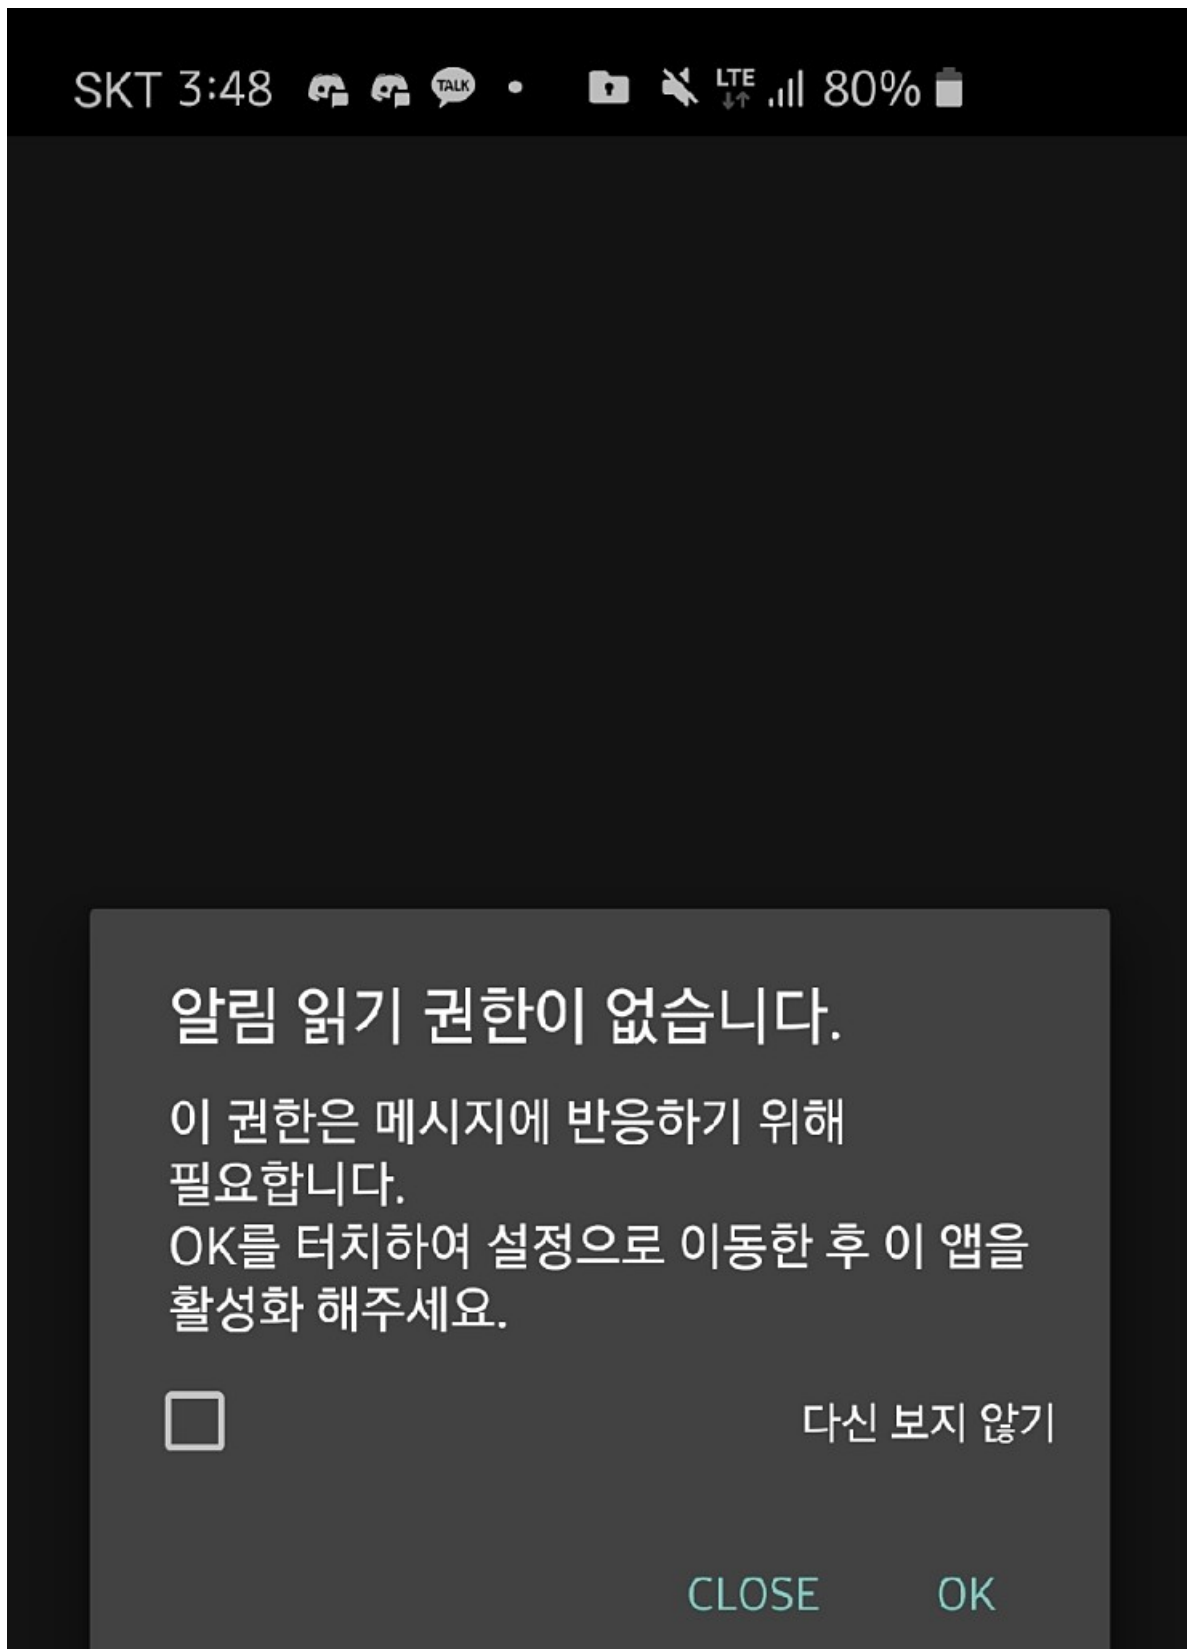 SKT 3:48 TALK LTE 80%
알림 읽기 권한이 없습니다.
이 권한은 메시지에 반응하기 위해
필요합니다.
OK를 터치하여 설정으로 이동한 후 이 앱을
활성화 해주세요.
다신 보지 않기
CLOSE OK